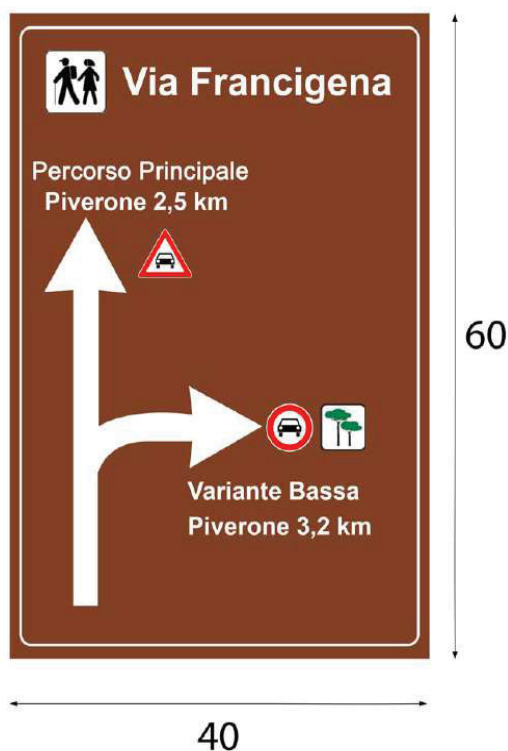 Via Francigena
Percorso Principale
Piverone 2,5 km
60
Variante Bassa
Piverone 3,2 km
40